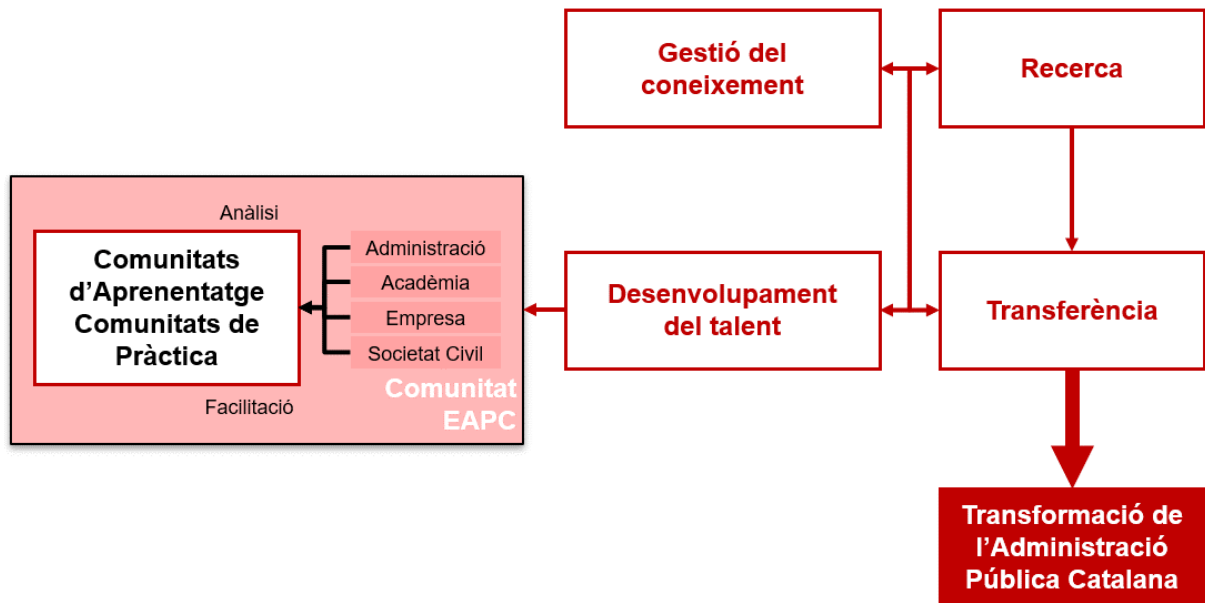 Gestió del
coneixement
Recerca
Anàlisi
Comunitats
d’Aprenentatge
Comunitats de
Pràctica
Administració
Acadèmia
Empresa
Societat Civil
Facilitació
Comunitat
EAPC
Desenvolupament
del talent
Transferència
Transformació de
l’Administració
Pública Catalana